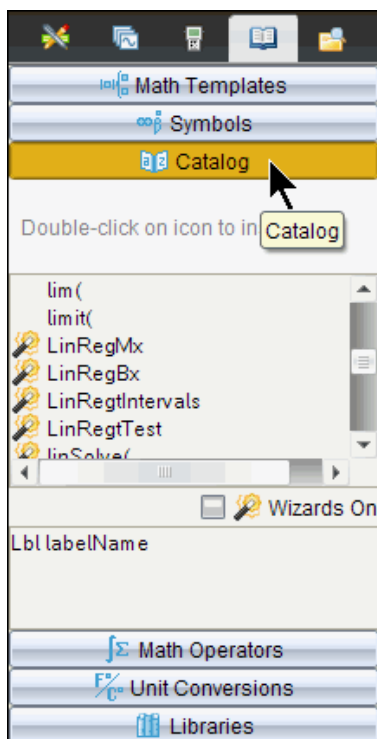 Math Templates
Symbols
Catalog
Double-click on icon to in
Catalog
lim(
limit(
LinRegMx
LinRegBx
LinRegtIntervals
LinRegtTest
linSolve(
Wizards On
Lbl labelName
Math Operators
Unit Conversions
Libraries